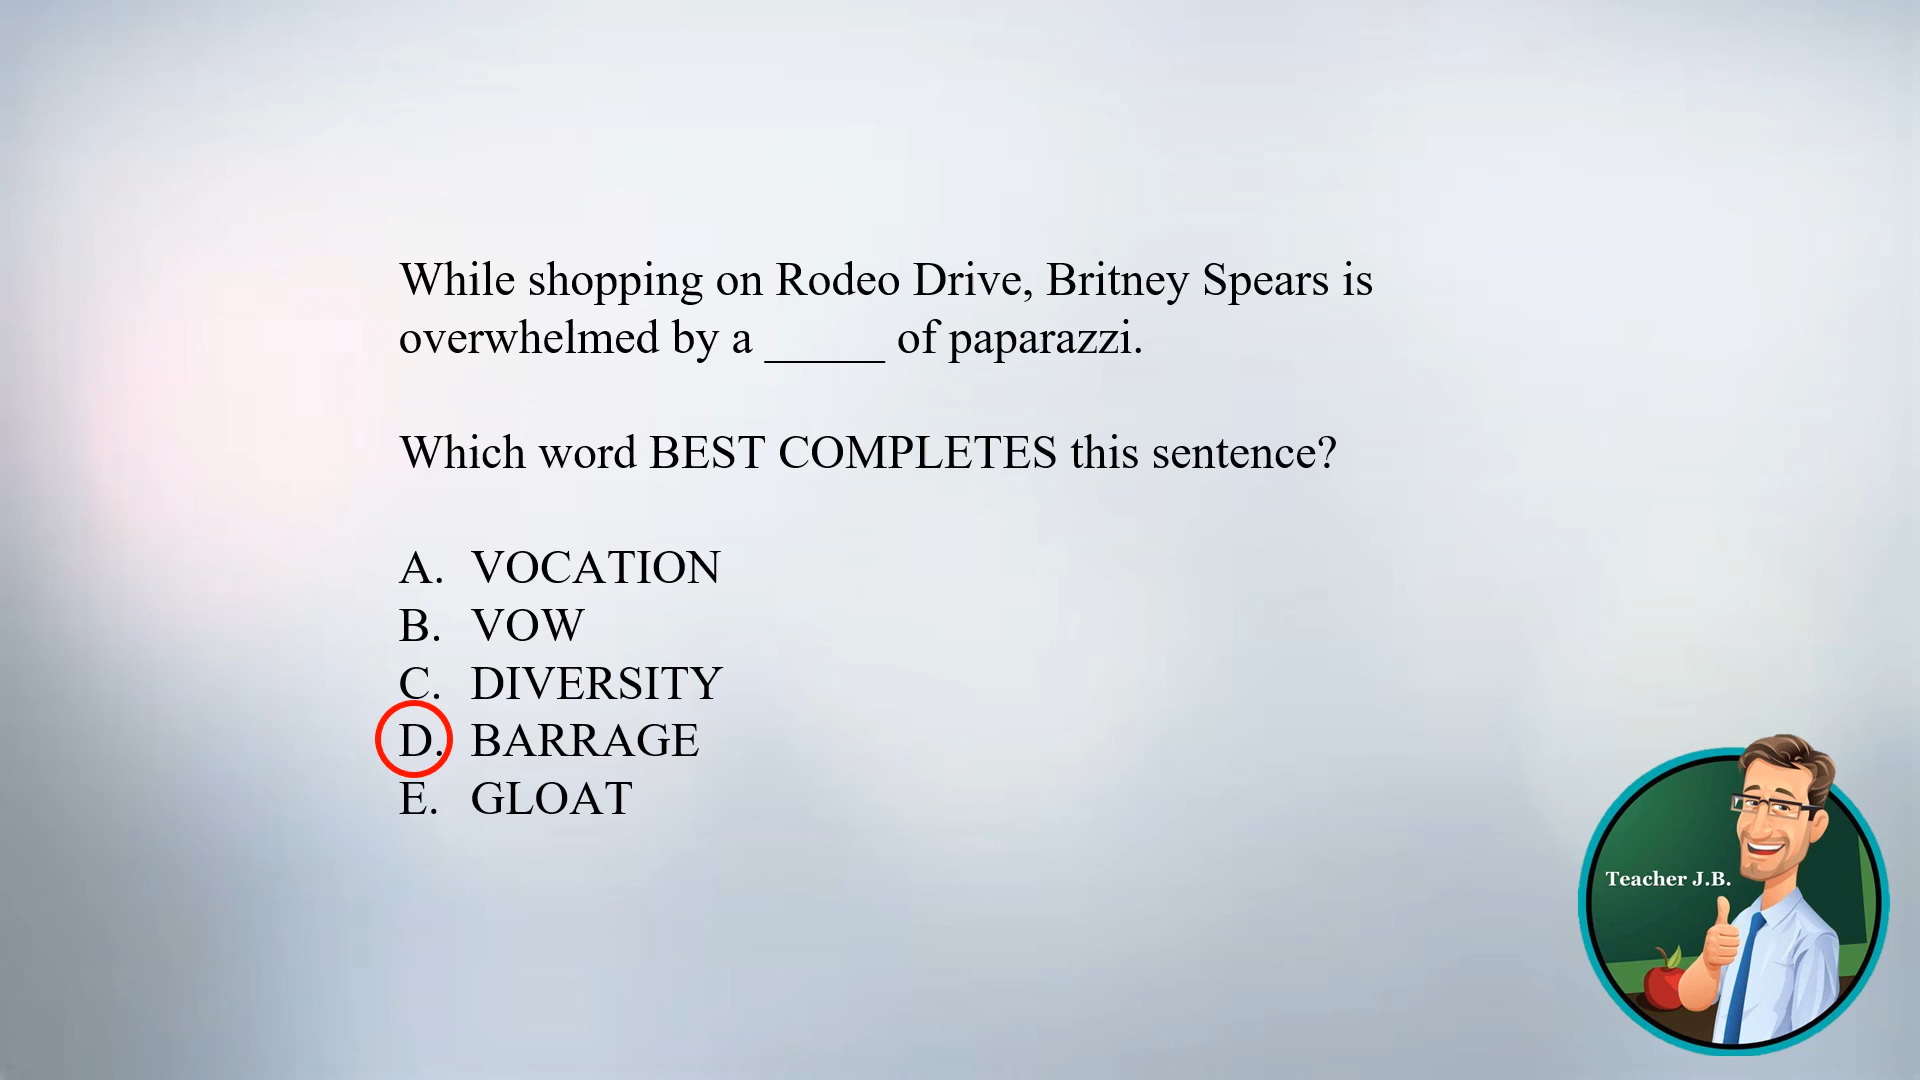 While shopping on Rodeo Drive, Britney Spears is
overwhelmed by a _____ of paparazzi.
Which word BEST COMPLETES this sentence?
A. VOCATION
B. VOW
C. DIVERSITY
D. BARRAGE
E. GLOAT
Teacher J.B.